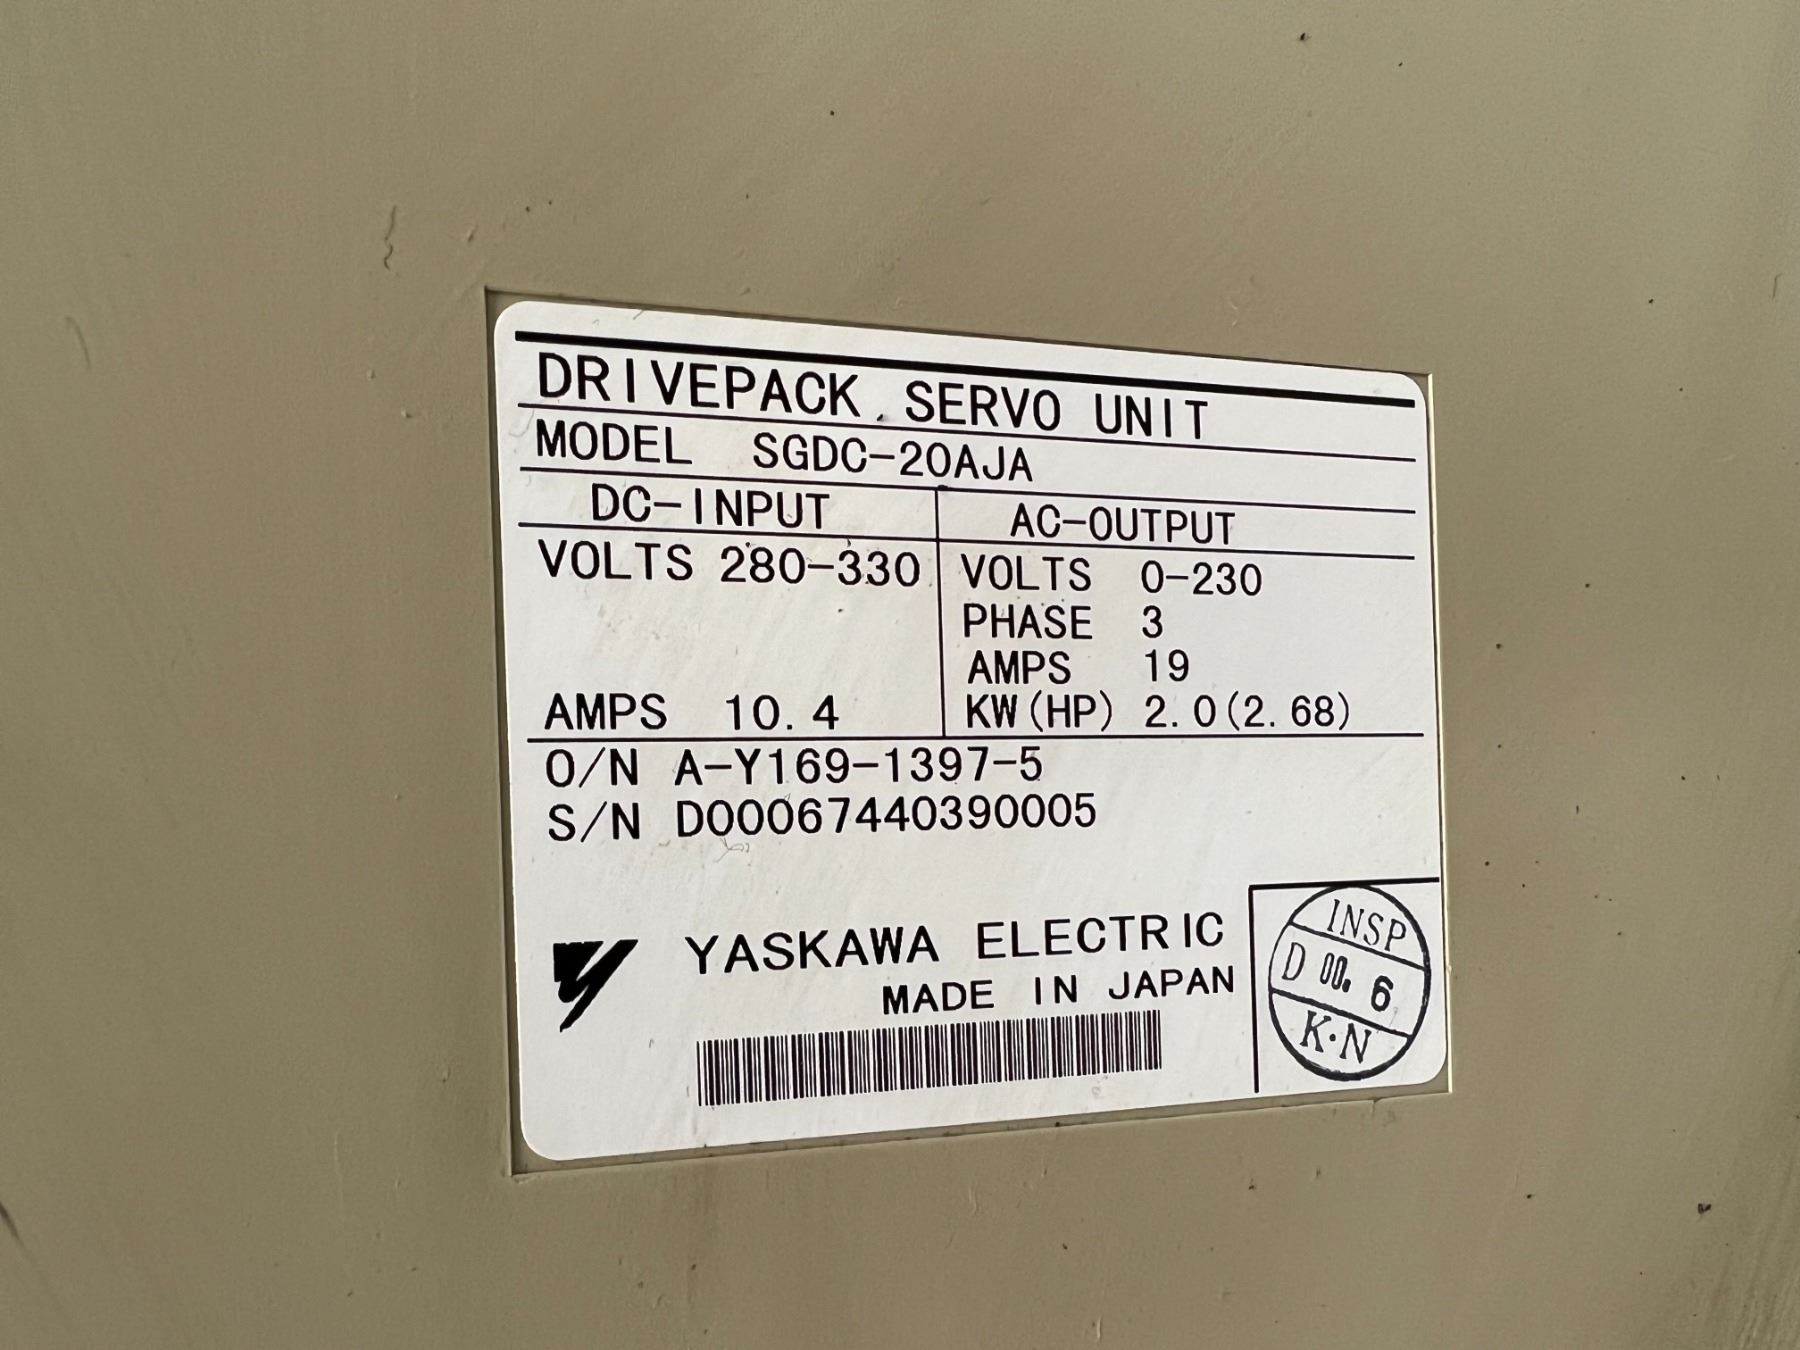 DRIVEPACK. SERVO UNIT
MODEL SGDC-20AJA
DC-INPUT AC-OUTPUT
VOLTS 280-330 VOLTS 0-230
PHASE 3
AMPS 19
AMPS 10.4 KW(HP) 2.0(2.68)
O/N A-Y169-1397-5
S/N D00067440390005
YASKAWA ELECTRIC
MADE IN JAPAN
INSP
D 00. 6
K·N